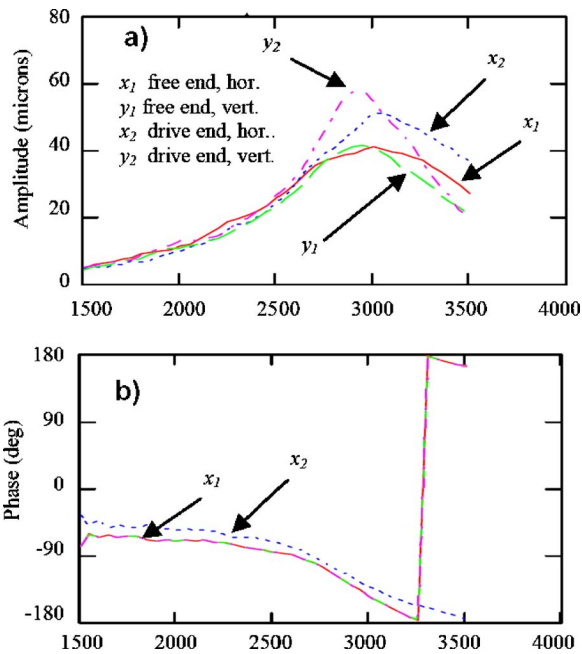 80
a)
y2
x2
60
x1 free end, hor.
y1 free end, vert.
x2 drive end, hor..
y2 drive end, vert.
x1
40
20
y1
0
Amplitude (microns)
1500 2000 2500 3000 3500 4000
180
b)
90
x1
x2
0
-90
-180
Phase (deg)
1500 2000 2500 3000 3500 4000